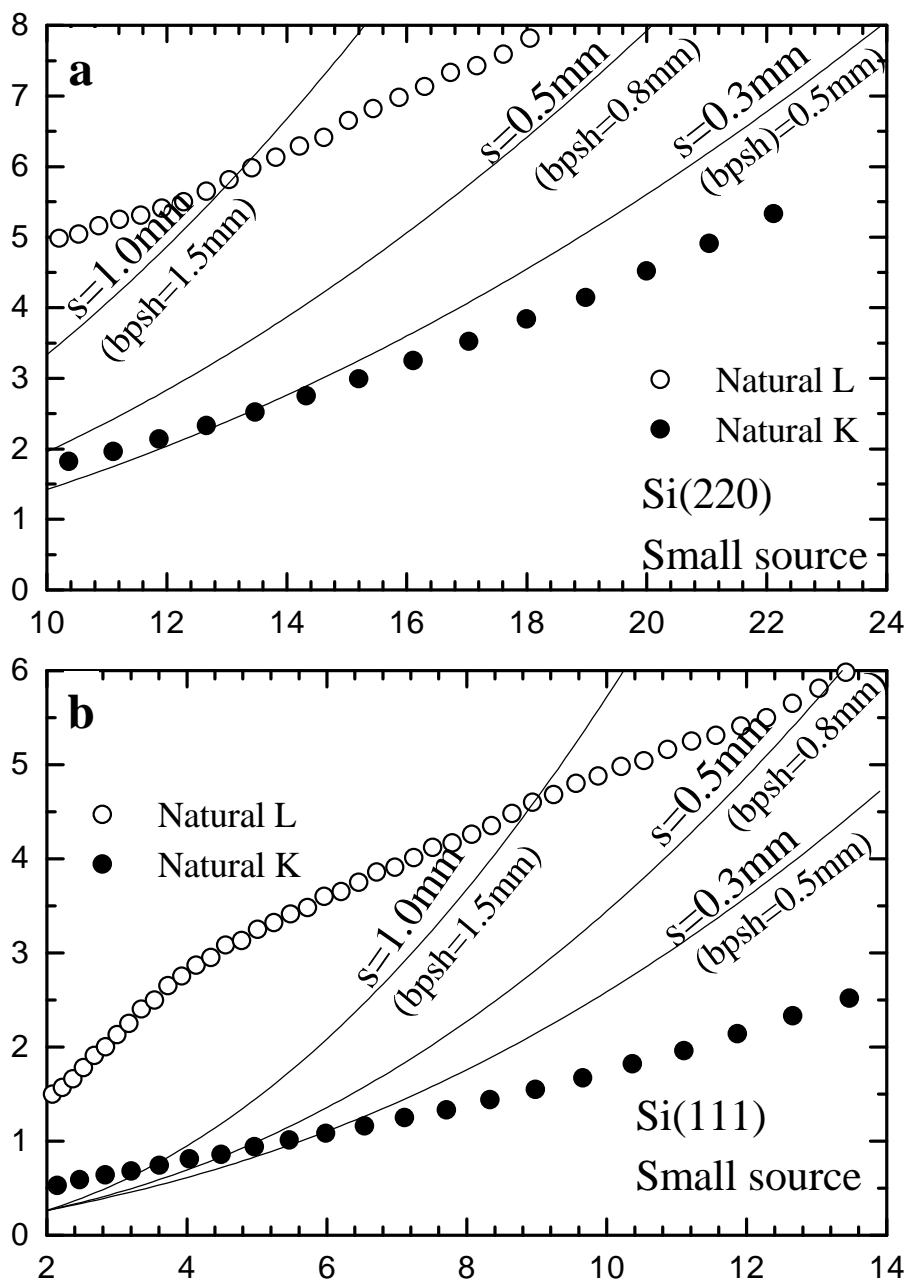 8
a
7
6
5
4
3
2
1
0
s=1.0mm
(bpsh=1.5mm)
s=0.5mm
(bpsh=0.8mm)
s=0.3mm
(bpsh)=0.5mm)
Natural L
Natural K
Si(220)
Small source
10 12 14 16 18 20 22 24
6
b
5
4
3
2
1
0
Natural L
Natural K
s=1.0mm
(bpsh=1.5mm)
s=0.5mm
(bpsh=0.8mm)
s=0.3mm
(bpsh=0.5mm)
Si(111)
Small source
2 4 6 8 10 12 14